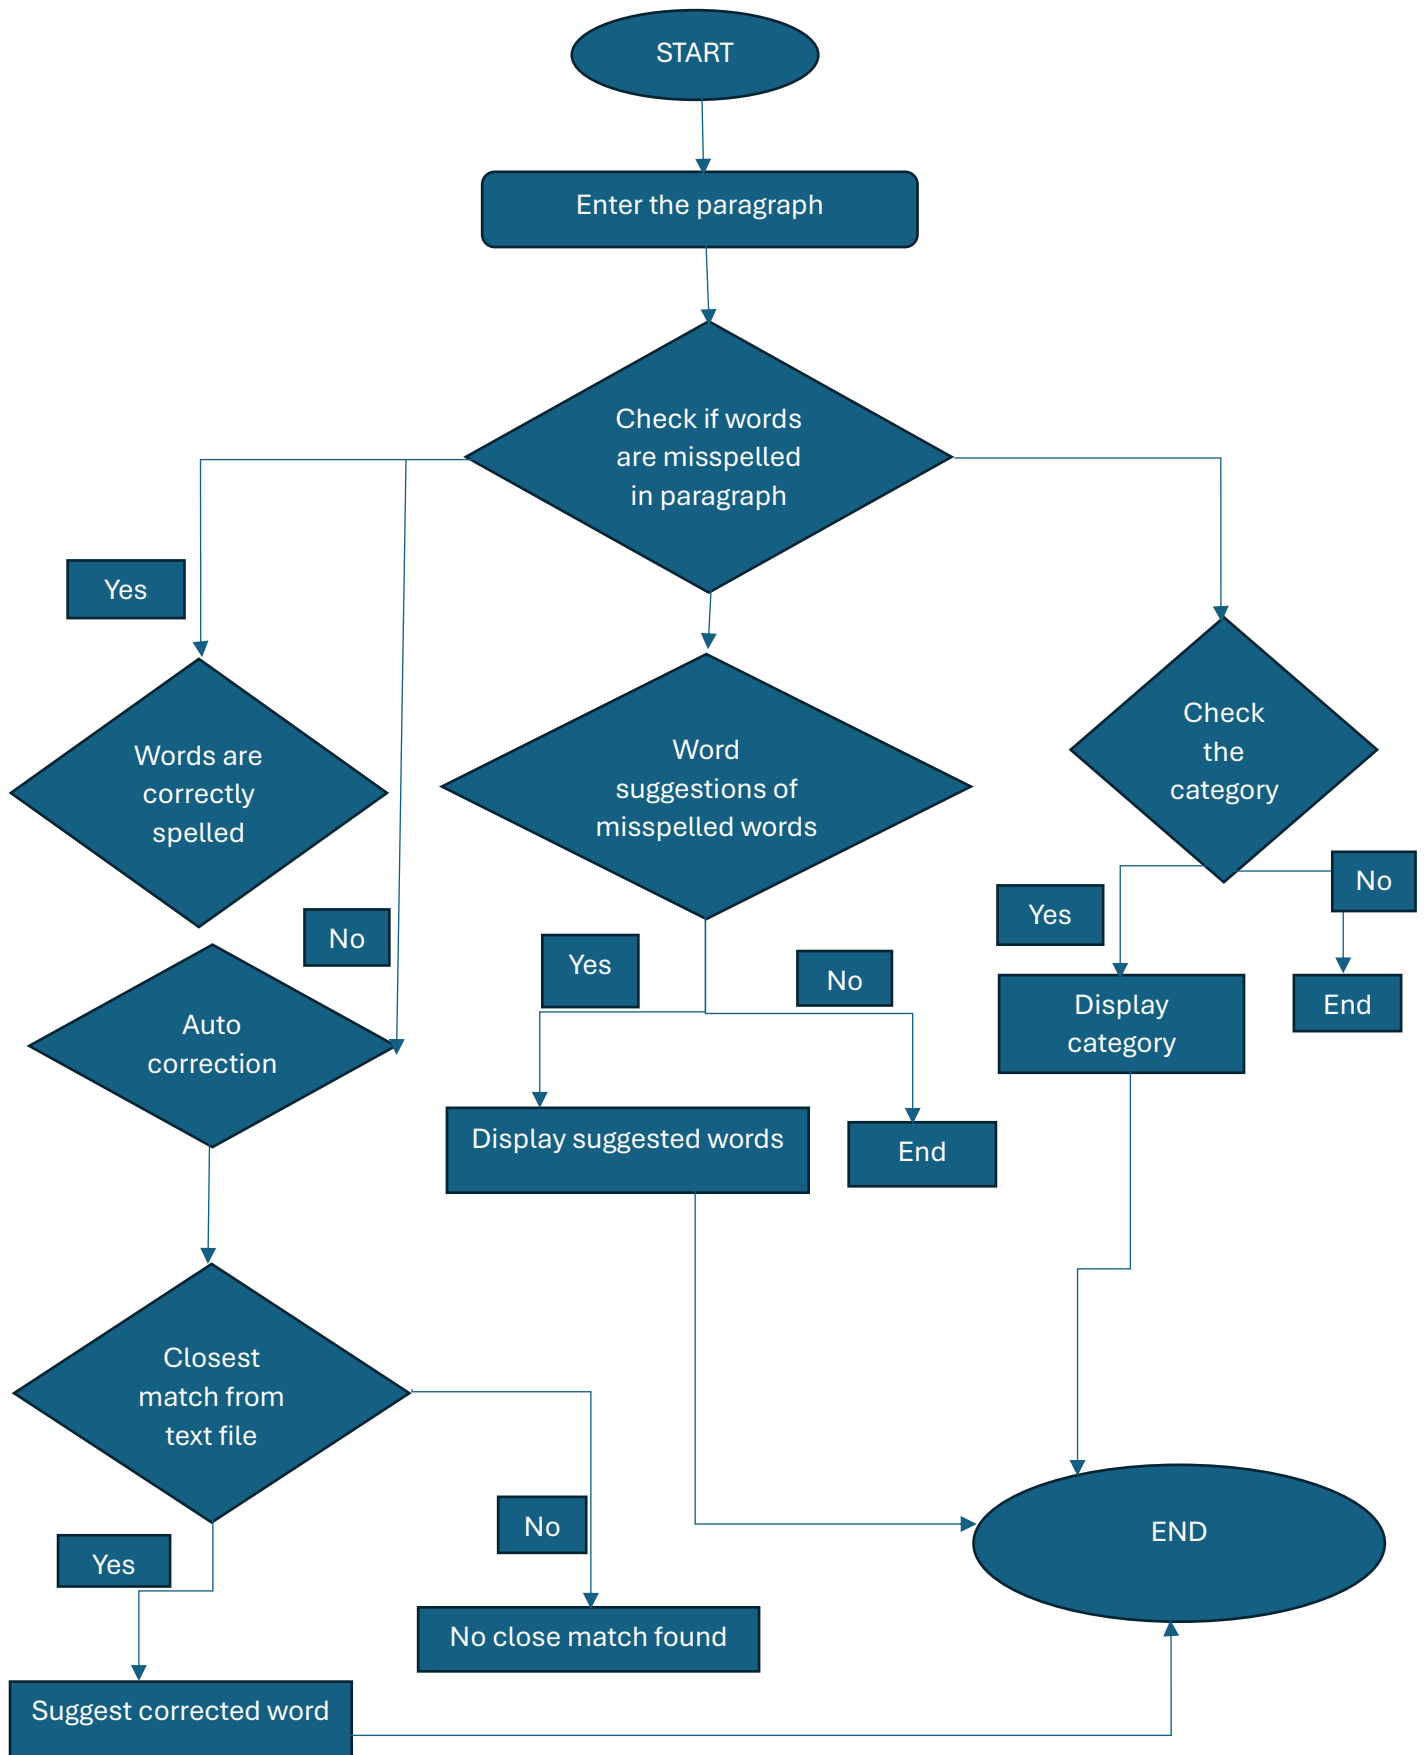 START
Enter the paragraph
Check if words
are misspelled
in paragraph
Yes
Words are
correctly
spelled
Word
suggestions of
misspelled words
Check
the
category
No
Yes
No
Auto
correction
Yes
No
Display
category
End
Display suggested words
End
Closest
match from
text file
No
Yes
END
No close match found
Suggest corrected word